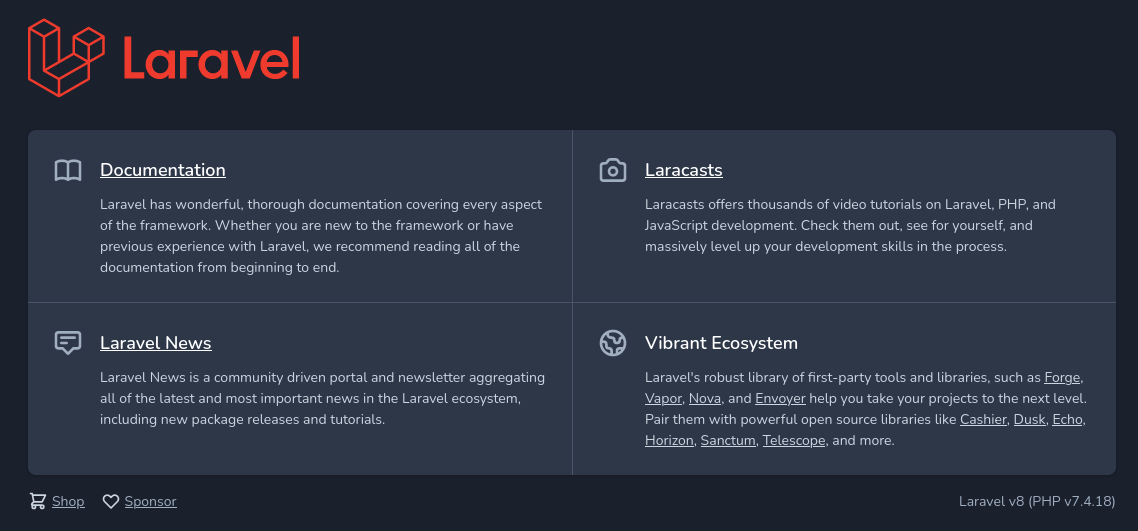 Laravel
Documentation
Laravel has wonderful, thorough documentation covering every aspect
of the framework. Whether you are new to the framework or have
previous experience with Laravel, we recommend reading all of the
documentation from beginning to end.
Laracasts
Laracasts offers thousands of video tutorials on Laravel, PHP, and
JavaScript development. Check them out, see for yourself, and
massively level up your development skills in the process.
Laravel News
Laravel News is a community driven portal and newsletter aggregating
all of the latest and most important news in the Laravel ecosystem,
including new package releases and tutorials.
Vibrant Ecosystem
Laravel's robust library of first-party tools and libraries, such as Forge,
Vapor, Nova, and Envoyer help you take your projects to the next level.
Pair them with powerful open source libraries like Cashier, Dusk, Echo,
Horizon, Sanctum, Telescope, and more.
Shop Sponsor
Laravel v8 (PHP v7.4.18)